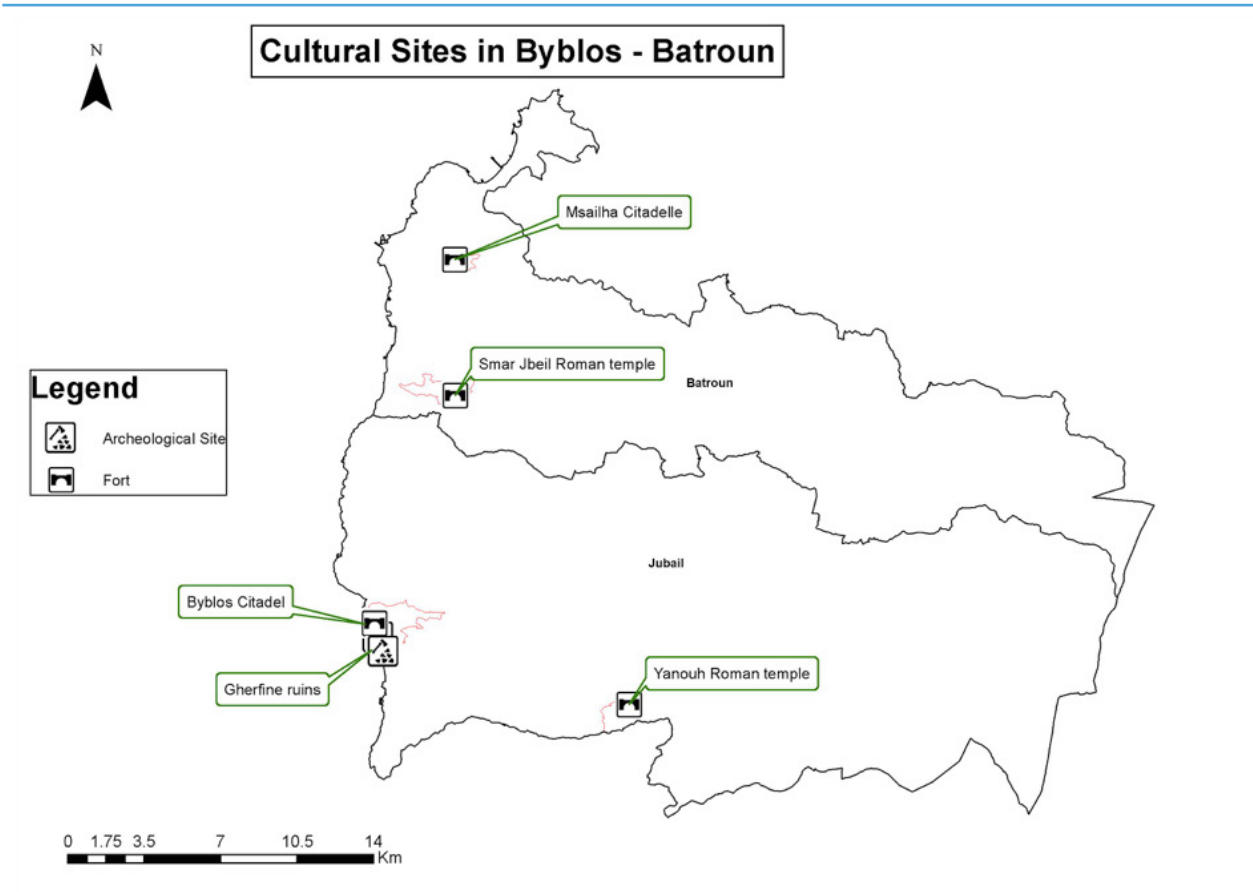 Cultural Sites in Byblos - Batroun
N
Msailha Citadelle
Smar Jbeil Roman temple
Batroun
Legend
Archeological Site
Fort
Jubail
Byblos Citadel
Gherfine ruins
Yanouh Roman temple
0 1.75 3.5 7 10.5 14
Km